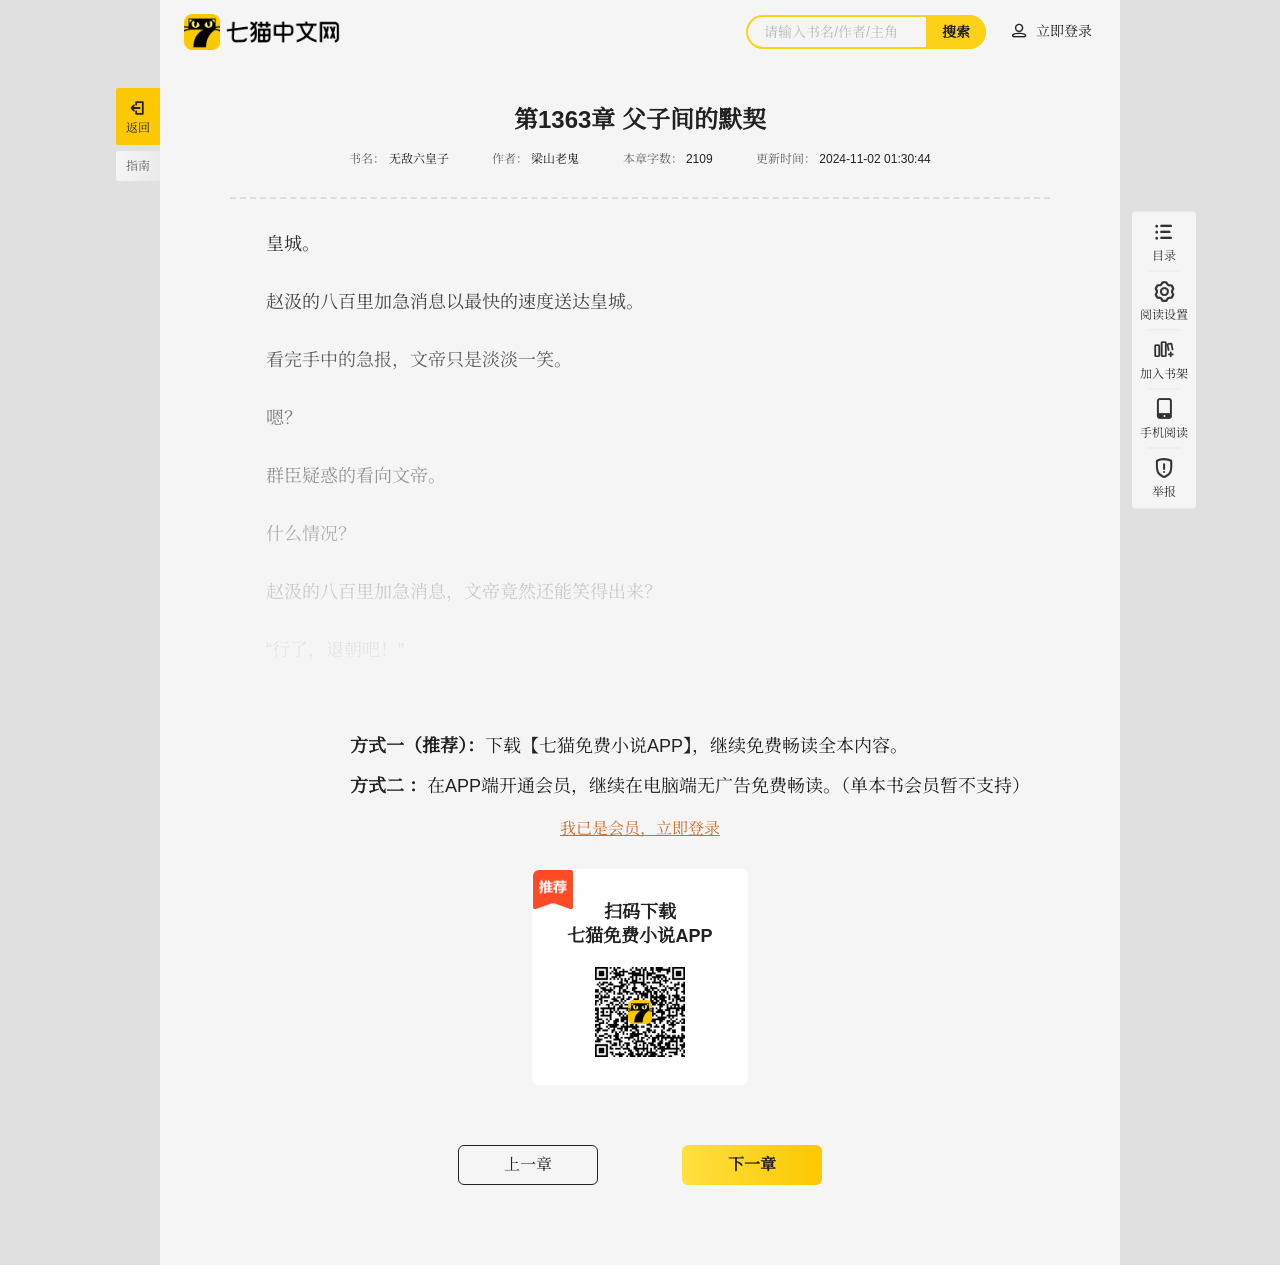 七猫中文网
请输入书名/作者/主角
搜索
立即登录
返回
指南
第1363章 父子间的默契
书名： 无敌六皇子 作者： 梁山老鬼 本章字数： 2109 更新时间： 2024-11-02 01:30:44
皇城。
赵汲的八百里加急消息以最快的速度送达皇城。
看完手中的急报，文帝只是淡淡一笑。
嗯？
群臣疑惑的看向文帝。
什么情况？
赵汲的八百里加急消息，文帝竟然还能笑得出来？
“行了，退朝吧！”
目录
阅读设置
加入书架
手机阅读
举报
方式一（推荐）：下载【七猫免费小说APP】，继续免费畅读全本内容。
方式二 ：在APP端开通会员，继续在电脑端无广告免费畅读。（单本书会员暂不支持）
我已是会员，立即登录
推荐
扫码下载
七猫免费小说APP
上一章
下一章